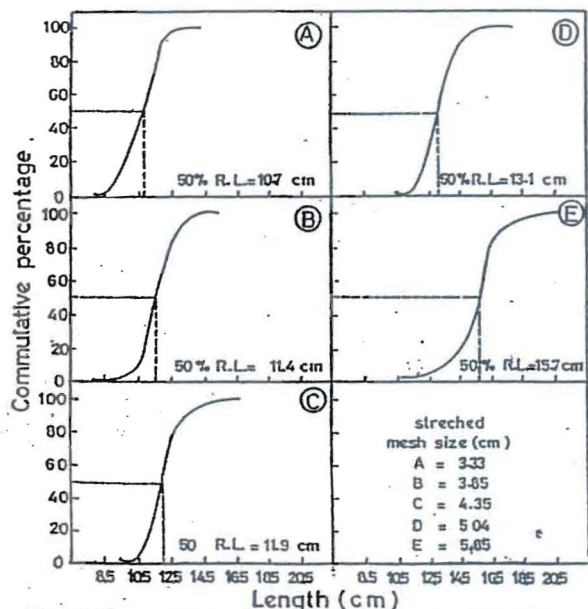 Commulative percentage.
100
80
60
40
20
0
A
50% R.L.=10.7 cm
D
50%R.L.=13.1 cm
100
80
60
40
20
0
B
50% R.L.= 11.4 cm
E
50% R.L.=15.7 cm
100
80
60
40
20
0
C
50 R.L.= 11.9 cm
streched
mesh size (cm)
A = 3.33
B = 3.85
C = 4.35
D = 5.04
E = 5.85
8.5 10.5 12.5 14.5 16.5 18.5 20.5
8.5 10.5 12.5 14.5 16.5 18.5 20.5
Length (cm)